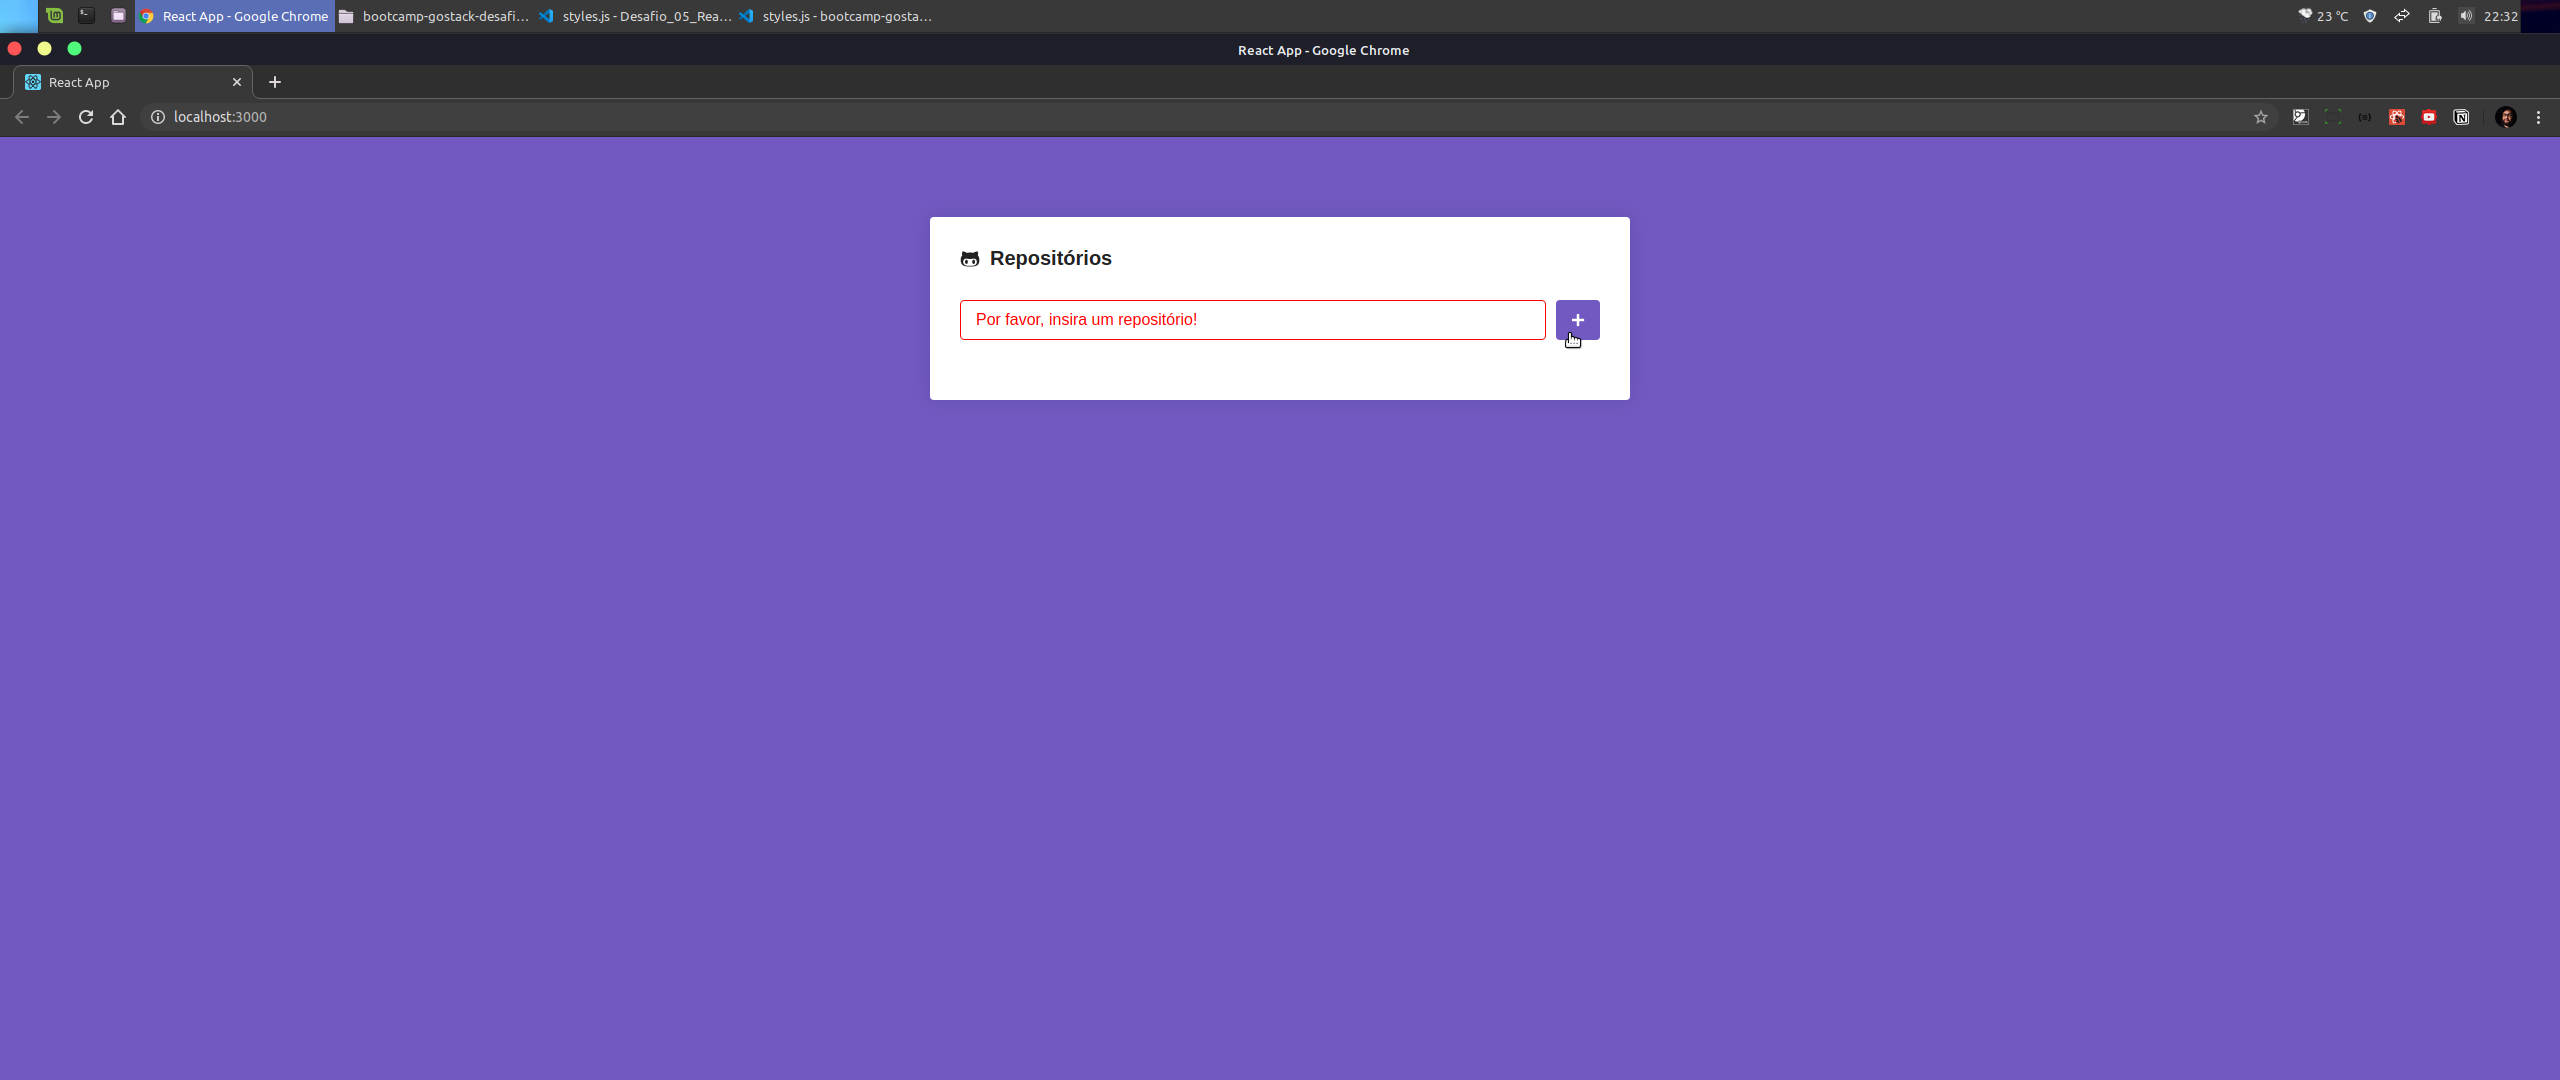 React App - Google Chrome
bootcamp-gostack-desafi...
styles.js - Desafio_05_Rea...
styles.js - bootcamp-gosta...
23 ℃
22:32
React App - Google Chrome
React App
localhost:3000
Repositórios
Por favor, insira um repositório!